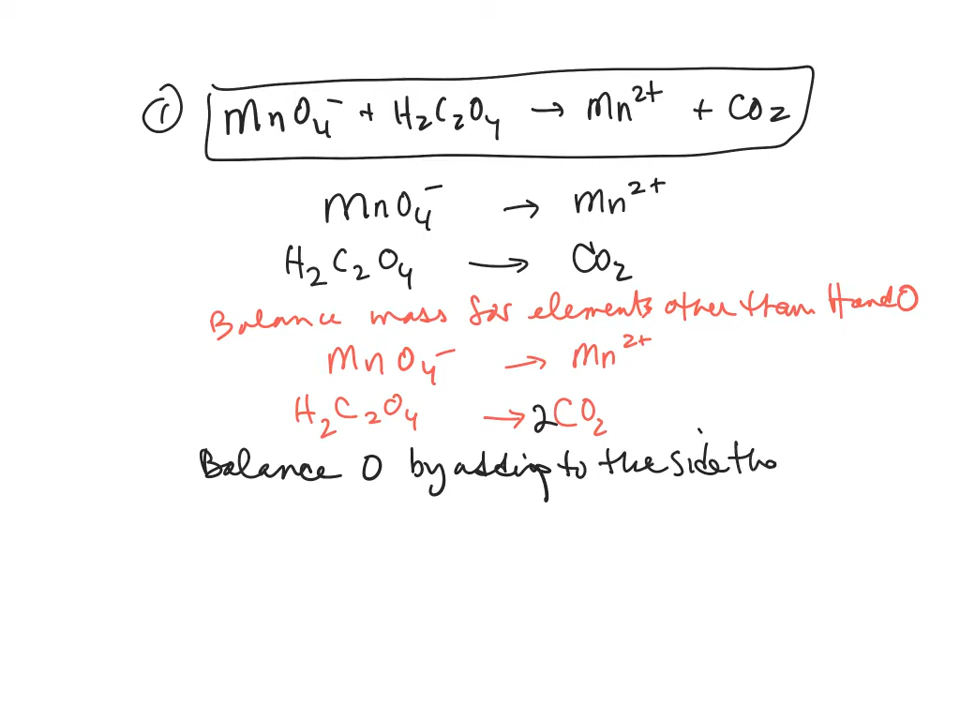 ① MnO₄⁻ + H₂C₂O₄ → Mn²⁺ + CO₂
MnO₄⁻ → Mn²⁺
H₂C₂O₄ → CO₂
Balance mass for elements other than H and O
MnO₄⁻ → Mn²⁺
H₂C₂O₄ → 2CO₂
Balance O by adding to the side tho